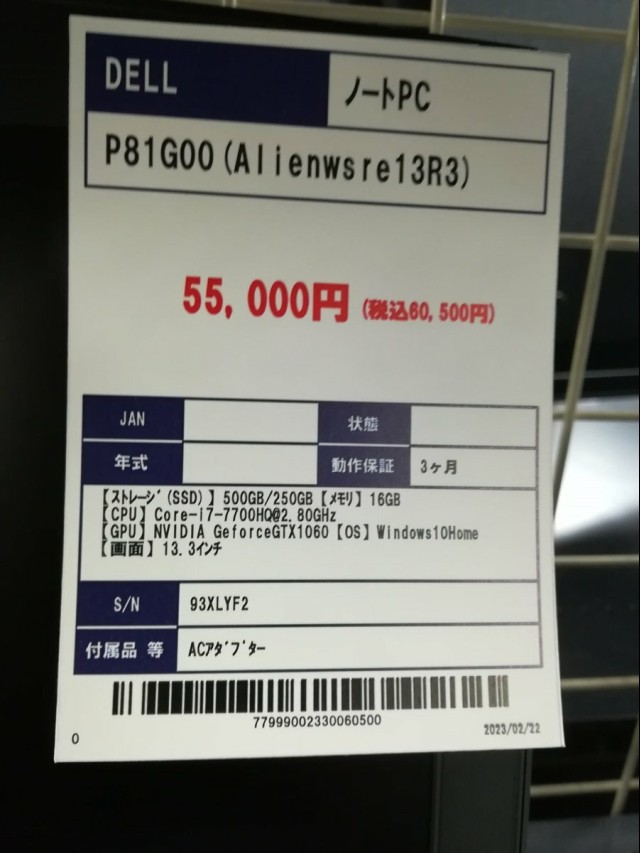 DELL
ノートPC
P81G00(Alienwsre13R3)
55,000円(税込60,500円)
JAN
状態
年式
動作保証
3ヶ月
【ｽﾄﾚｰｼﾞ(SSD)】500GB/250GB【ﾒﾓﾘ】16GB
【CPU】Core-i7-7700HQ@2.80GHz
【GPU】NVIDIA GeforceGTX1060【OS】Windows10Home
【画面】13.3ｲﾝﾁ
S/N
93XLYF2
付属品 等
ACｱﾀﾞﾌﾟﾀｰ
77999002330060500
0
2023/02/22